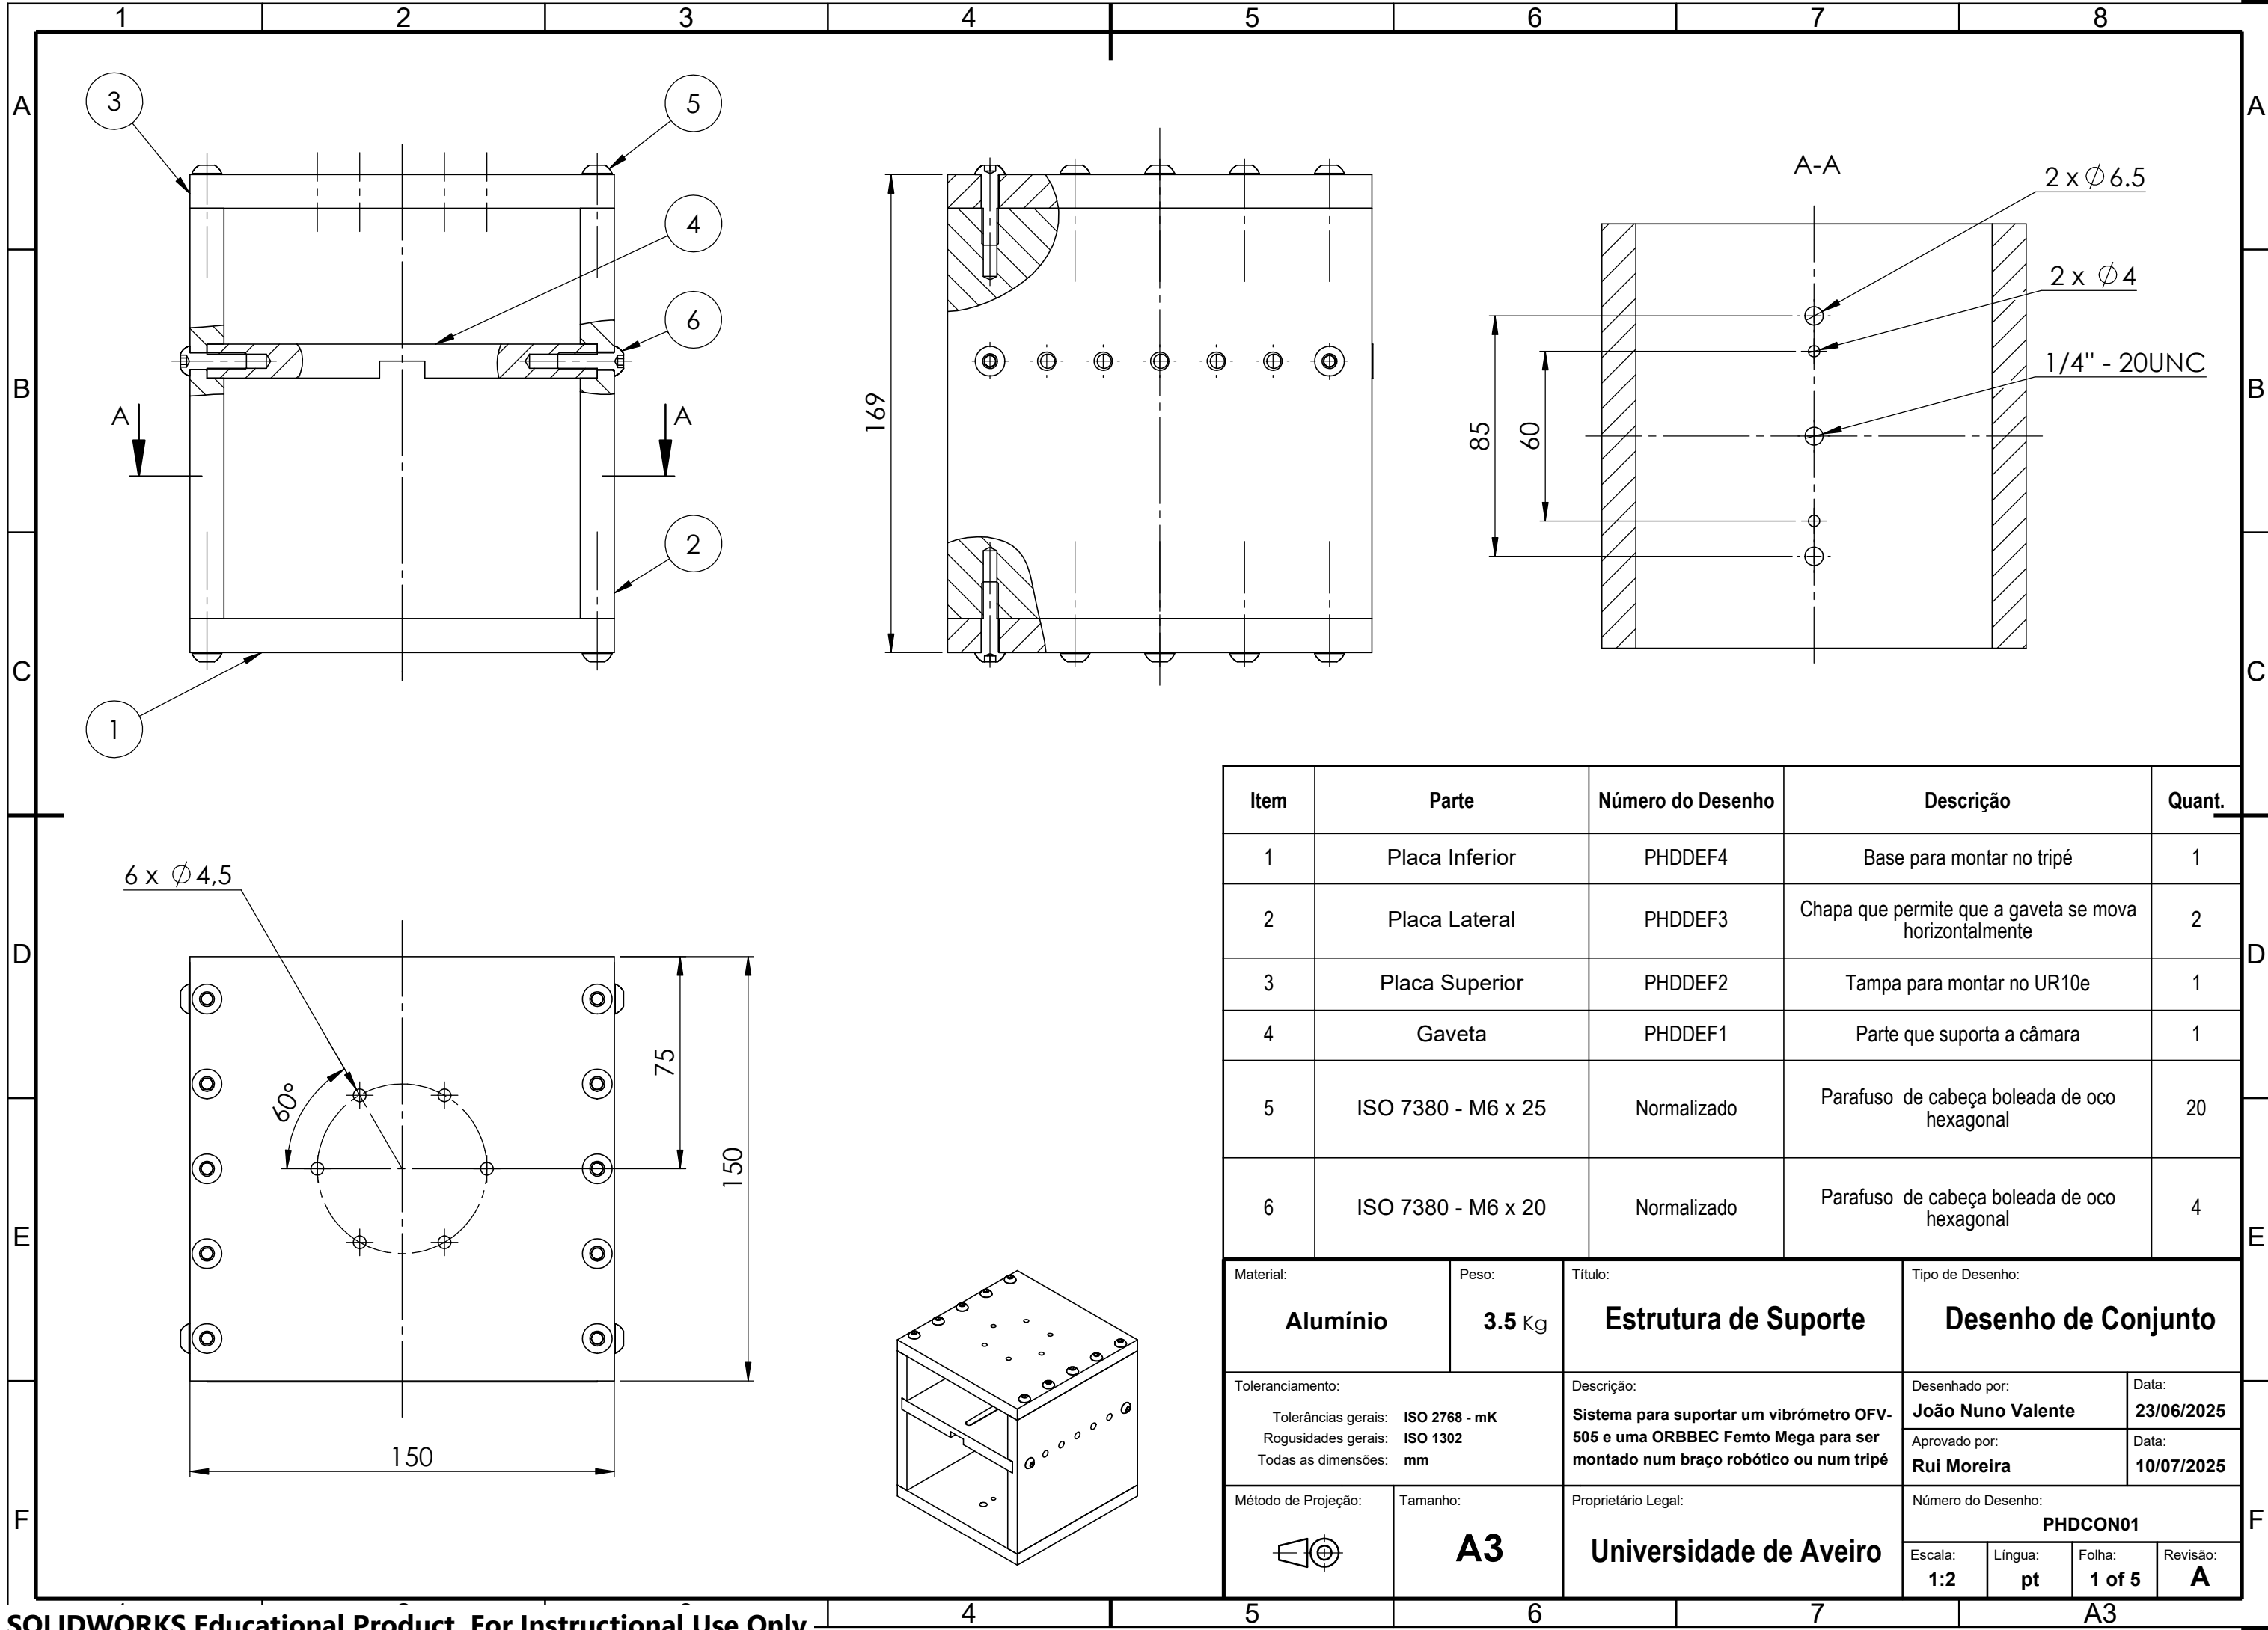 1 2 3 4 5 6 7 8
A A
B B
C C
D D
E E
F F
3
5
4
6
2
1
A A
169
A-A
2 x ∅6.5
2 x ∅4
1/4" - 20UNC
85
60
6 x ∅4,5
60°
75
150
150
Item Parte Número do Desenho Descrição Quant.
1 Placa Inferior PHDDEF4 Base para montar no tripé 1
2 Placa Lateral PHDDEF3 Chapa que permite que a gaveta se mova
horizontalmente 2
3 Placa Superior PHDDEF2 Tampa para montar no UR10e 1
4 Gaveta PHDDEF1 Parte que suporta a câmara 1
5 ISO 7380 - M6 x 25 Normalizado Parafuso de cabeça boleada de oco
hexagonal 20
6 ISO 7380 - M6 x 20 Normalizado Parafuso de cabeça boleada de oco
hexagonal 4
Material:
Alumínio
Peso:
3.5 Kg
Título:
Estrutura de Suporte
Tipo de Desenho:
Desenho de Conjunto
Toleranciamento:
Tolerâncias gerais: ISO 2768 - mK
Rogusidades gerais: ISO 1302
Todas as dimensões: mm
Descrição:
Sistema para suportar um vibrómetro OFV-
505 e uma ORBBEC Femto Mega para ser
montado num braço robótico ou num tripé
Desenhado por:
João Nuno Valente
Data:
23/06/2025
Aprovado por:
Rui Moreira
Data:
10/07/2025
Método de Projeção:
Tamanho:
A3
Proprietário Legal:
Universidade de Aveiro
Número do Desenho:
PHDCON01
Escala:
1:2
Língua:
pt
Folha:
1 of 5
Revisão:
A
4 5 6 7 A3
SOLIDWORKS Educational Product. For Instructional Use Only.